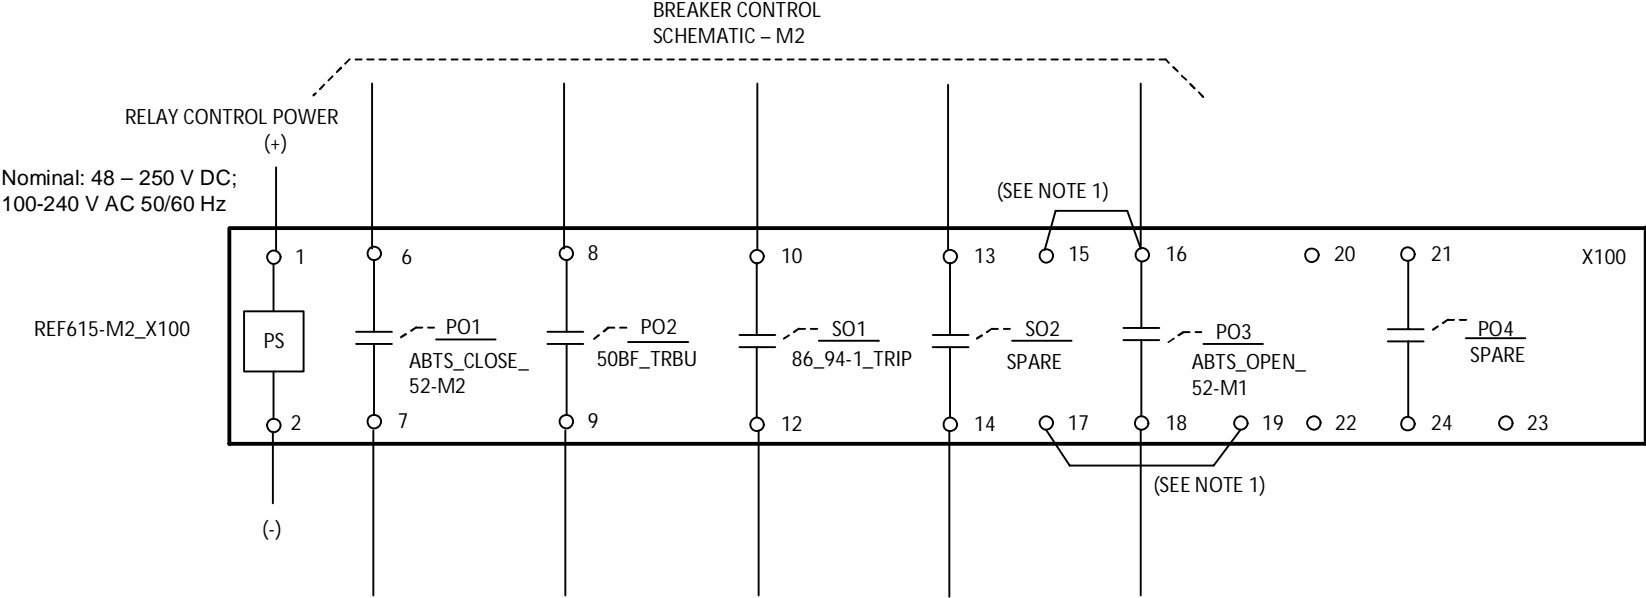 BREAKER CONTROL
SCHEMATIC – M2
RELAY CONTROL POWER
(+)
Nominal: 48 – 250 V DC;
100-240 V AC 50/60 Hz
(SEE NOTE 1)
1
6
8
10
13
15
16
20
21
X100
REF615-M2_X100
PS
PO1
ABTS_CLOSE_
52-M2
PO2
50BF_TRBU
SO1
86_94-1_TRIP
SO2
SPARE
PO3
ABTS_OPEN_
52-M1
PO4
SPARE
2
7
9
12
14
17
18
19
22
24
23
(SEE NOTE 1)
(-)